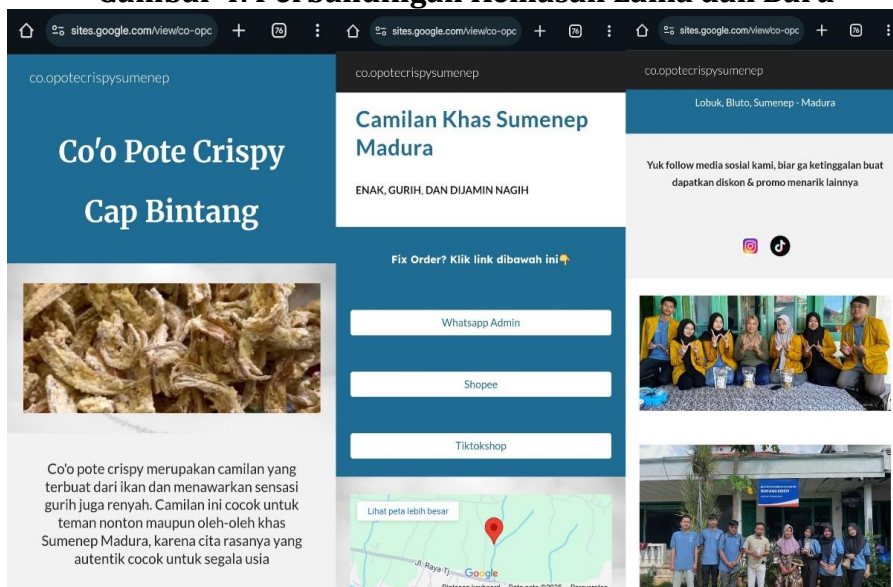 Gambar 4. Perbandingan Kemasan Lama dan Baru
sites.google.com/view/co-opc
76
co.opotecrispysumenep
Co'o Pote Crispy
Cap Bintang
Co'o pote crispy merupakan camilan yang
terbuat dari ikan dan menawarkan sensasi
gurih juga renyah. Camilan ini cocok untuk
teman nonton maupun oleh-oleh khas
Sumenep Madura, karena cita rasanya yang
autentik cocok untuk segala usia
sites.google.com/view/co-opc
76
co.opotecrispysumenep
Camilan Khas Sumenep
Madura
ENAK, GURIH, DAN DIJAMIN NAGIH
Fix Order? Klik link dibawah ini👇
Whatsapp Admin
Shopee
Tiktokshop
Lihat peta lebih besar
Jl. Raya Tj.
Google
sites.google.com/view/co-opc
76
co.opotecrispysumenep
Lobuk, Bluto, Sumenep - Madura
Yuk follow media sosial kami, biar ga ketinggalan buat
dapatkan diskon & promo menarik lainnya